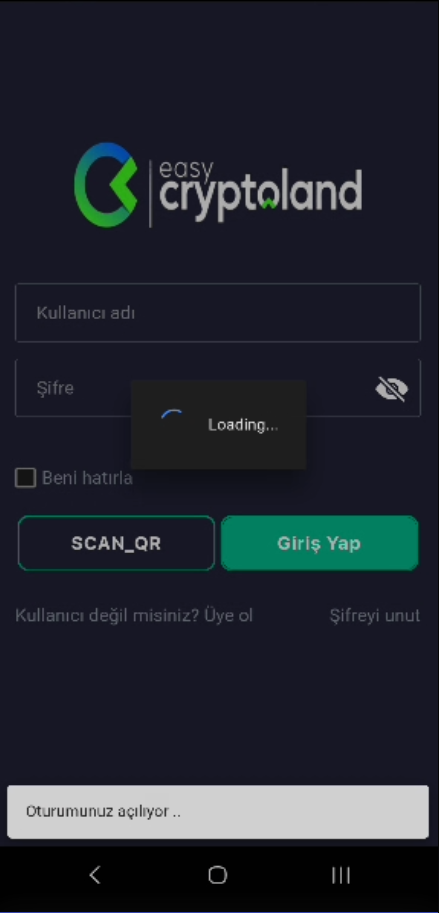 easy
cryptoland
Kullanıcı adı
Şifre
Loading...
Beni hatırla
SCAN_QR
Giriş Yap
Kullanıcı değil misiniz? Üye ol
Şifreyi unut
Oturumunuz açılıyor ..